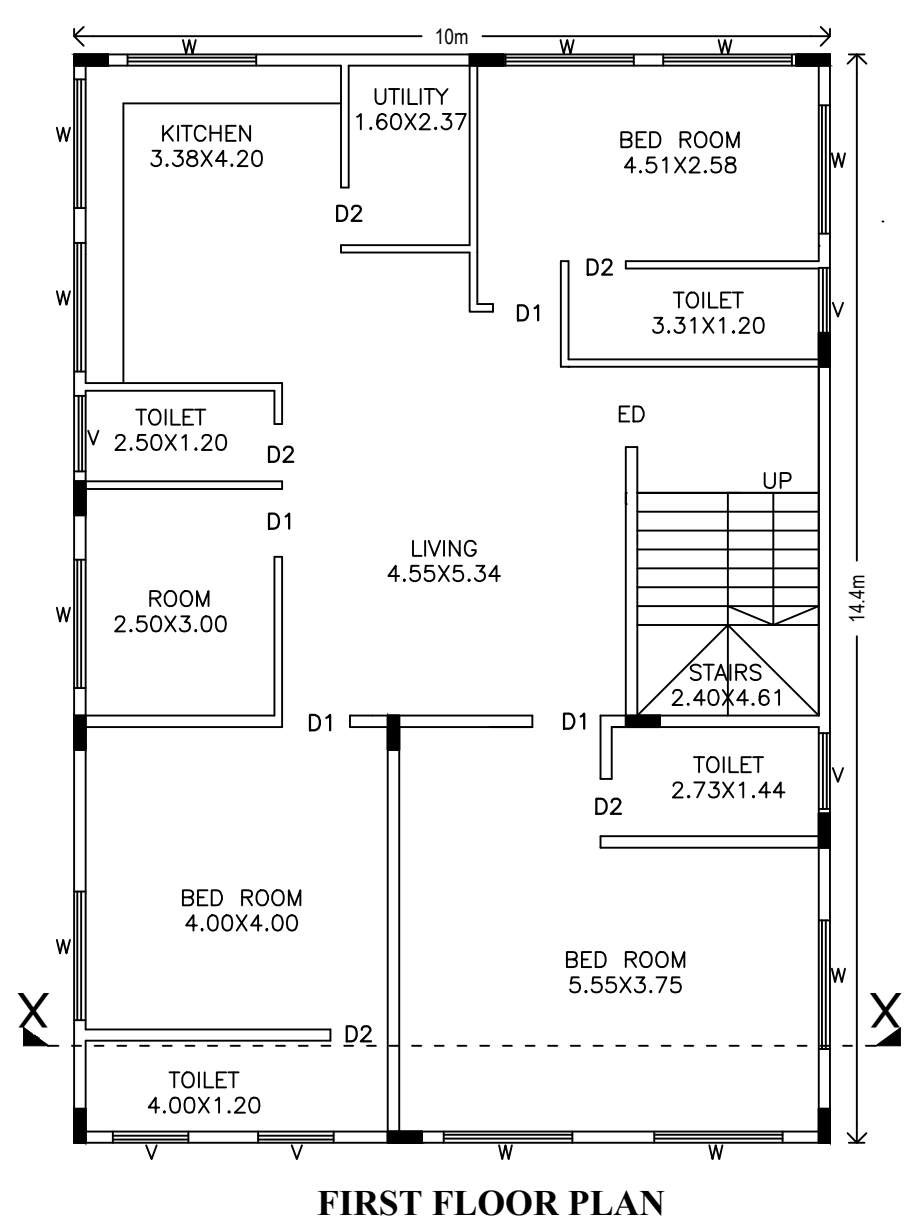 10m
W
W
W
UTILITY
1.60X2.37
KITCHEN
3.38X4.20
W
BED ROOM
4.51X2.58
W
D2
D2
W
TOILET
3.31X1.20
V
D1
TOILET
2.50X1.20
V
ED
D2
UP
D1
LIVING
4.55X5.34
14.4m
ROOM
2.50X3.00
W
STAIRS
2.40X4.61
D1
D1
TOILET
2.73X1.44
V
D2
BED ROOM
4.00X4.00
W
BED ROOM
5.55X3.75
W
X
X
D2
TOILET
4.00X1.20
V
V
W
W
FIRST FLOOR PLAN